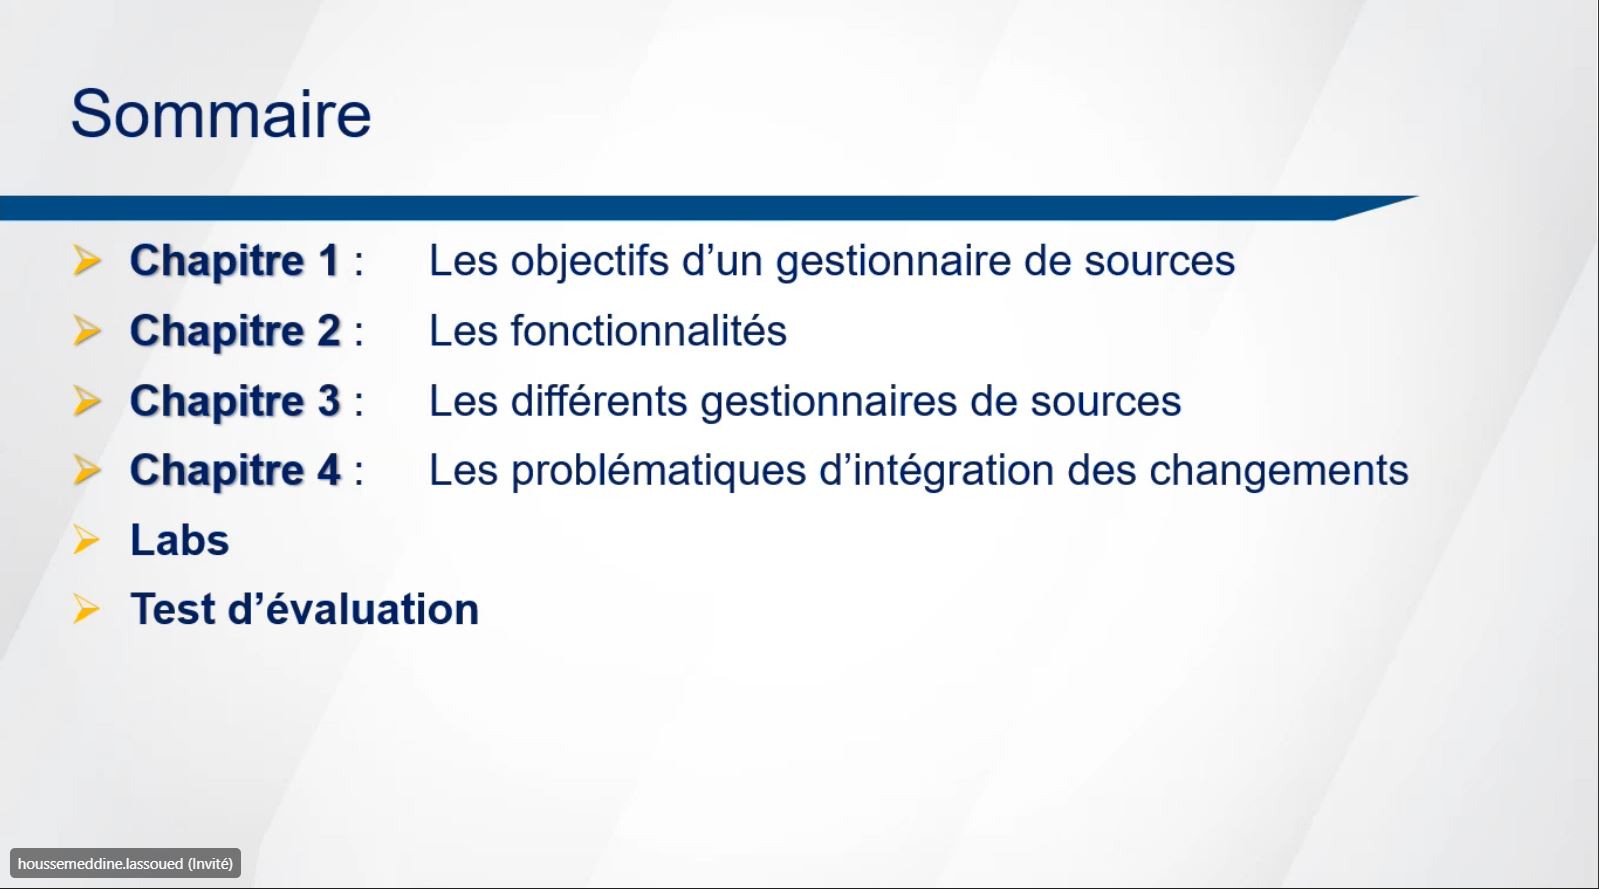 Sommaire
Chapitre 1 : Les objectifs d’un gestionnaire de sources
Chapitre 2 : Les fonctionnalités
Chapitre 3 : Les différents gestionnaires de sources
Chapitre 4 : Les problématiques d’intégration des changements
Labs
Test d’évaluation
houssemeddine.lassoued (Invité)